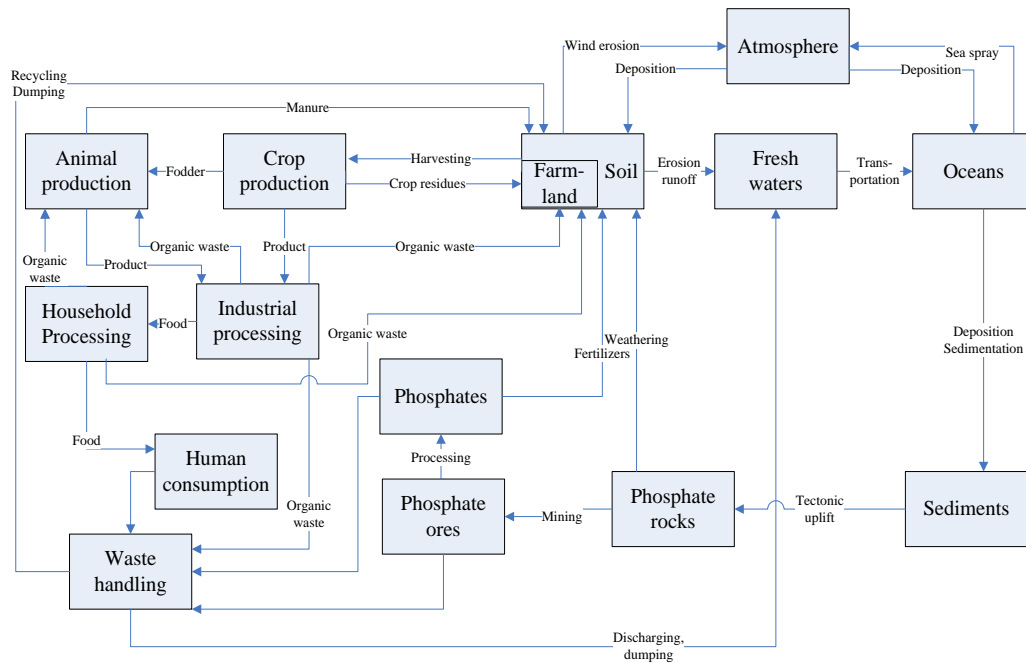 Recycling
Dumping
Wind erosion
Atmosphere
Sea spray
Deposition
Deposition
Manure
Animal
production
Fodder
Crop
production
Harvesting
Crop residues
Farm-
land
Soil
Erosion
runoff
Fresh
waters
Trans-
portation
Oceans
Organic
waste
Product
Organic waste
Product
Organic waste
Household
Processing
Food
Industrial
processing
Organic waste
Fertilizers
Weathering
Deposition
Sedimentation
Phosphates
Food
Human
consumption
Organic
waste
Processing
Phosphate
ores
Mining
Phosphate
rocks
Tectonic
uplift
Sediments
Waste
handling
Discharging,
dumping